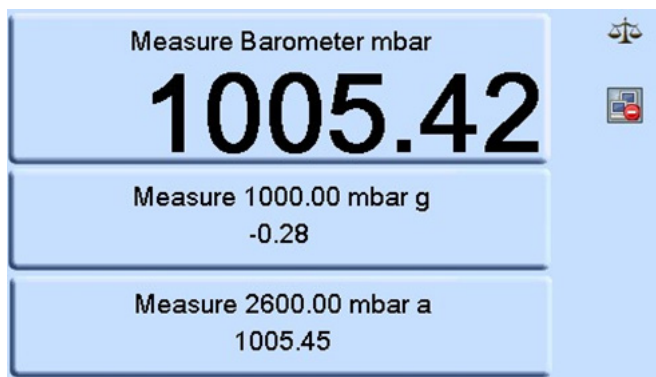 Measure Barometer mbar
1005.42
Measure 1000.00 mbar g
-0.28
Measure 2600.00 mbar a
1005.45